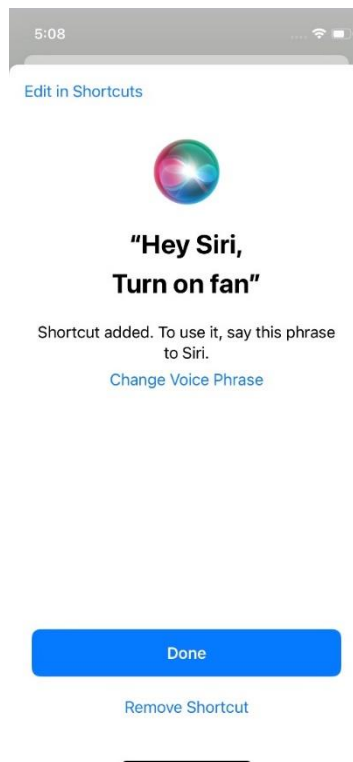 5:08
Edit in Shortcuts
“Hey Siri,
Turn on fan”
Shortcut added. To use it, say this phrase
to Siri.
Change Voice Phrase
Done
Remove Shortcut